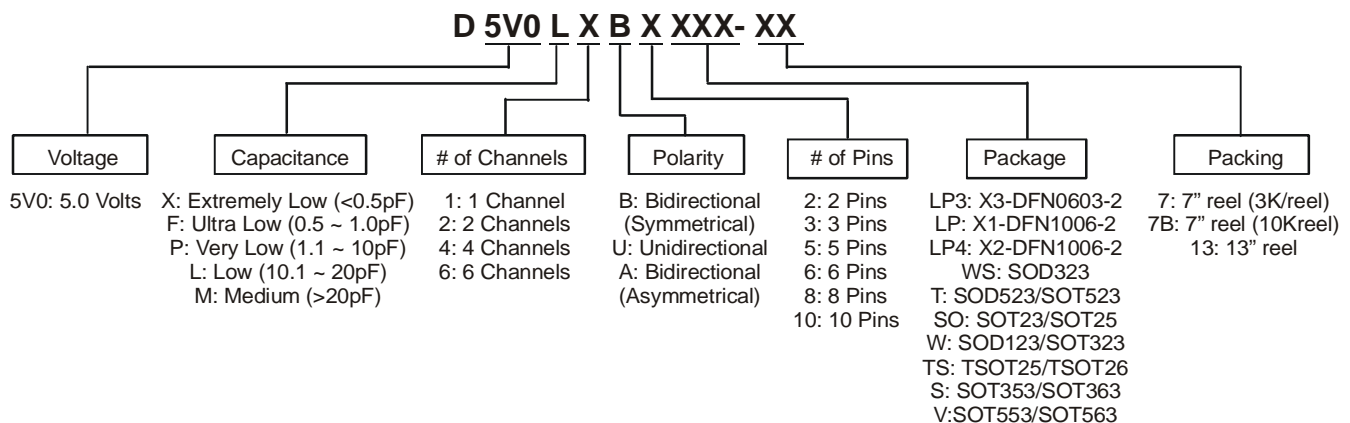 D 5V0 L X B X XXX- XX
Voltage
5V0: 5.0 Volts
Capacitance
X: Extremely Low (<0.5pF)
F: Ultra Low (0.5 ~ 1.0pF)
P: Very Low (1.1 ~ 10pF)
L: Low (10.1 ~ 20pF)
M: Medium (>20pF)
# of Channels
1: 1 Channel
2: 2 Channels
4: 4 Channels
6: 6 Channels
Polarity
B: Bidirectional
(Symmetrical)
U: Unidirectional
A: Bidirectional
(Asymmetrical)
# of Pins
2: 2 Pins
3: 3 Pins
5: 5 Pins
6: 6 Pins
8: 8 Pins
10: 10 Pins
Package
LP3: X3-DFN0603-2
LP: X1-DFN1006-2
LP4: X2-DFN1006-2
WS: SOD323
T: SOD523/SOT523
SO: SOT23/SOT25
W: SOD123/SOT323
TS: TSOT25/TSOT26
S: SOT353/SOT363
V:SOT553/SOT563
Packing
7: 7” reel (3K/reel)
7B: 7” reel (10Kreel)
13: 13” reel